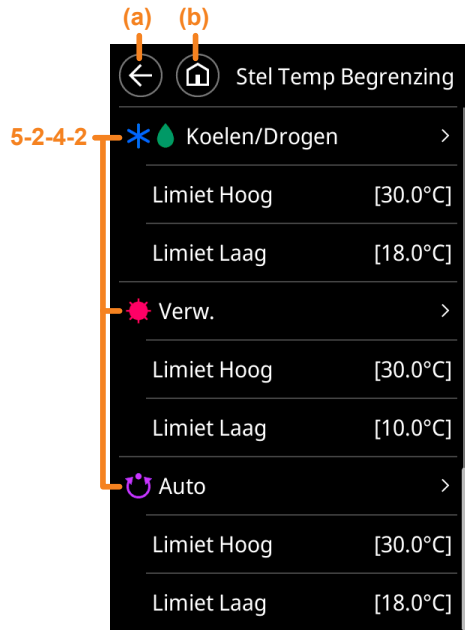 (a) (b)
Stel Temp Begrenzing
5-2-4-2 Koelen/Drogen >
Limiet Hoog [30.0°C]
Limiet Laag [18.0°C]
Verw. >
Limiet Hoog [30.0°C]
Limiet Laag [10.0°C]
Auto >
Limiet Hoog [30.0°C]
Limiet Laag [18.0°C]